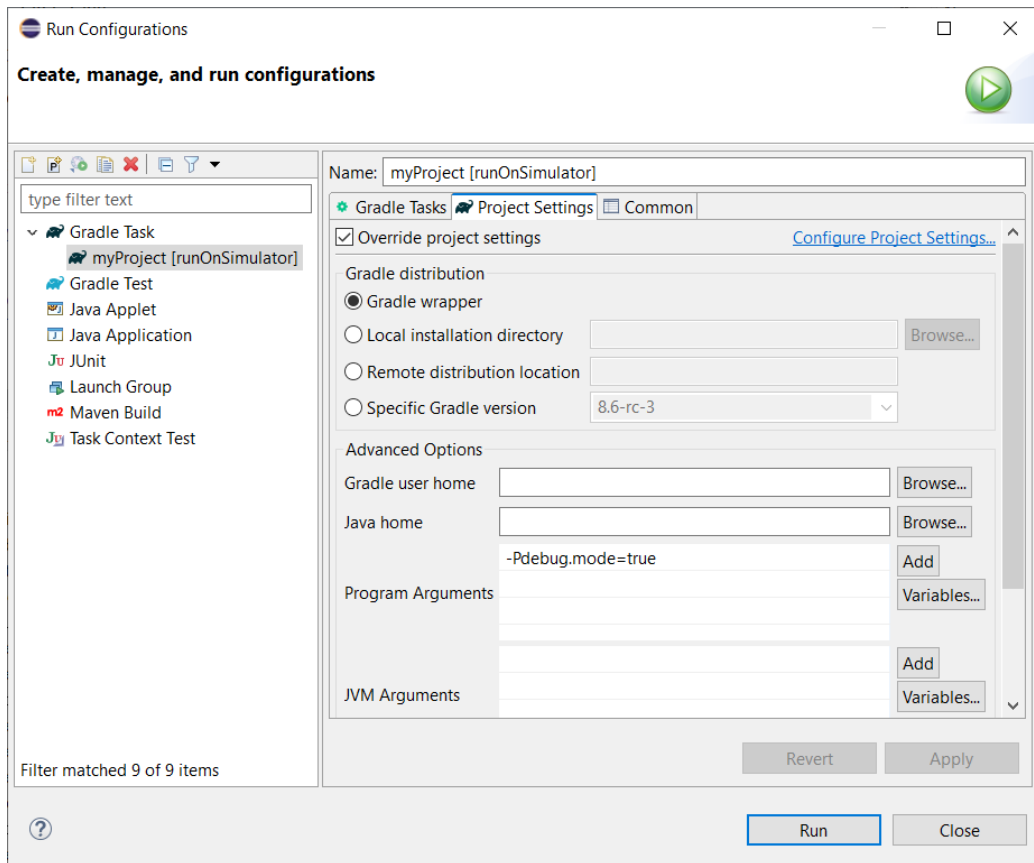 Run Configurations
Create, manage, and run configurations
type filter text
Gradle Task
myProject [runOnSimulator]
Gradle Test
Java Applet
Java Application
Ju JUnit
Launch Group
m2 Maven Build
Ju Task Context Test
Filter matched 9 of 9 items
Name: myProject [runOnSimulator]
Gradle Tasks Project Settings Common
Override project settings Configure Project Settings...
Gradle distribution
Gradle wrapper
Local installation directory Browse...
Remote distribution location
Specific Gradle version 8.6-rc-3
Advanced Options
Gradle user home Browse...
Java home Browse...
-Pdebug.mode=true Add
Program Arguments Variables...
Add
JVM Arguments Variables...
Revert Apply
Run Close